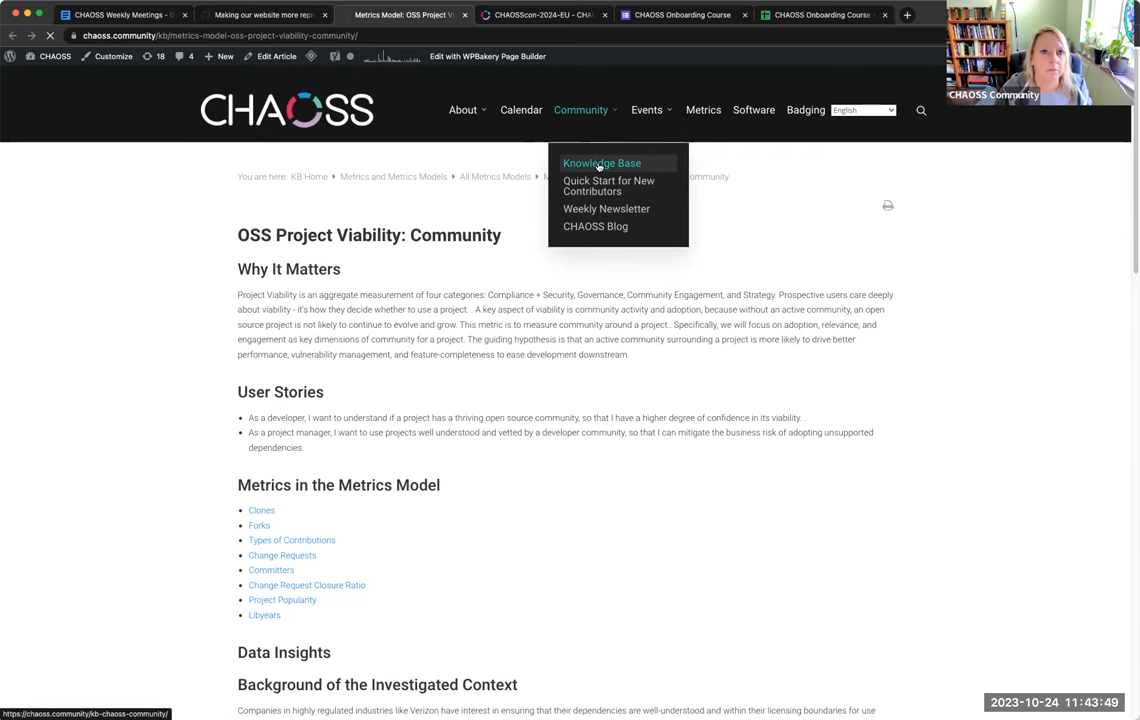 CHAOSS Weekly Meetings - G
Making our website more repr
Metrics Model: OSS Project Vi
CHAOSScon-2024-EU - CHA
CHAOSS Onboarding Course
CHAOSS Onboarding Course
chaoss.community/kb/metrics-model-oss-project-viability-community/
CHAOSS Customize 18 4 New Edit Article Edit with WPBakery Page Builder
CHAOSS Community
CHAOSS
About Calendar Community Events Metrics Software Badging English
Knowledge Base
Quick Start for New
Contributors
Weekly Newsletter
CHAOSS Blog
You are here: KB Home Metrics and Metrics Models All Metrics Models M ommunity
OSS Project Viability: Community
Why It Matters
Project Viability is an aggregate measurement of four categories: Compliance + Security, Governance, Community Engagement, and Strategy. Prospective users care deeply
about viability - it's how they decide whether to use a project. . A key aspect of viability is community activity and adoption, because without an active community, an open
source project is not likely to continue to evolve and grow. This metric is to measure community around a project.. Specifically, we will focus on adoption, relevance, and
engagement as key dimensions of community for a project. The guiding hypothesis is that an active community surrounding a project is more likely to drive better
performance, vulnerability management, and feature-completeness to ease development downstream.
User Stories
As a developer, I want to understand if a project has a thriving open source community, so that I have a higher degree of confidence in its viability. .
As a project manager, I want to use projects well understood and vetted by a developer community, so that I can mitigate the business risk of adopting unsupported
dependencies.
Metrics in the Metrics Model
Clones
Forks
Types of Contributions
Change Requests
Committers
Change Request Closure Ratio
Project Popularity
Libyears
Data Insights
Background of the Investigated Context
Companies in highly regulated industries like Verizon have interest in ensuring that their dependencies are well-understood and within their licensing boundaries for use
https://chaoss.community/kb-chaoss-community/
2023-10-24 11:43:49